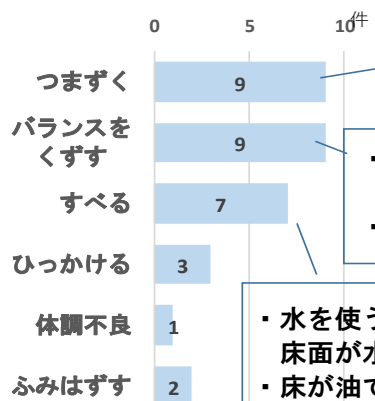 0 5 10 件
つまずく 9
バランスを
くずす 9
すべる 7
ひっかける 3
体調不良 1
ふみはずす 2
・
・
・水を使う
床面が水
・床が油で